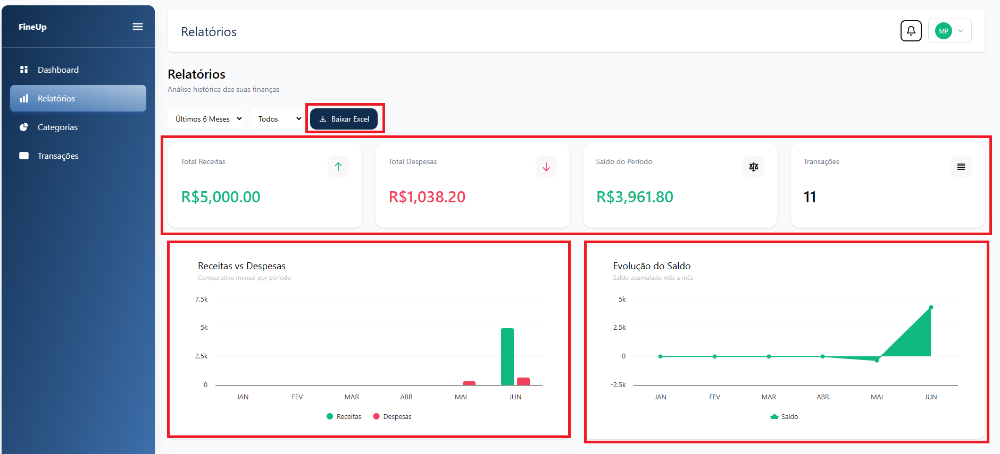 FineUp
Dashboard
Relatórios
Categorias
Transações
Relatórios
MP
Relatórios
Análise histórica das suas finanças
Últimos 6 Meses
Todos
Baixar Excel
Total Receitas
R$5,000.00
Total Despesas
R$1,038.20
Saldo do Período
R$3,961.80
Transações
11
Receitas vs Despesas
Comparativo mensal por período
7.5k
5k
2.5k
0
JAN FEV MAR ABR MAI JUN
Receitas Despesas
Evolução do Saldo
Saldo acumulado mês a mês
5k
2.5k
0
-2.5k
JAN FEV MAR ABR MAI JUN
Saldo